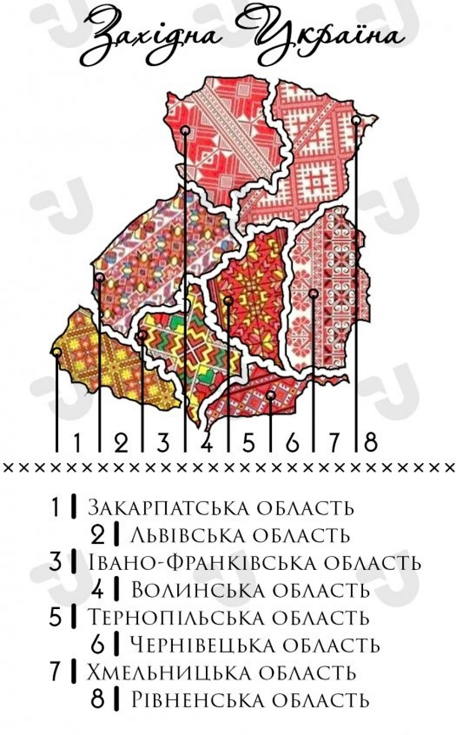 Західна Україна
1 2 3 4 5 6 7 8
1 | Закарпатська область
2 | Львівська область
3 | Івано-Франківська область
4 | Волинська область
5 | Тернопільська область
6 | Чернівецька область
7 | Хмельницька область
8 | Рівненська область